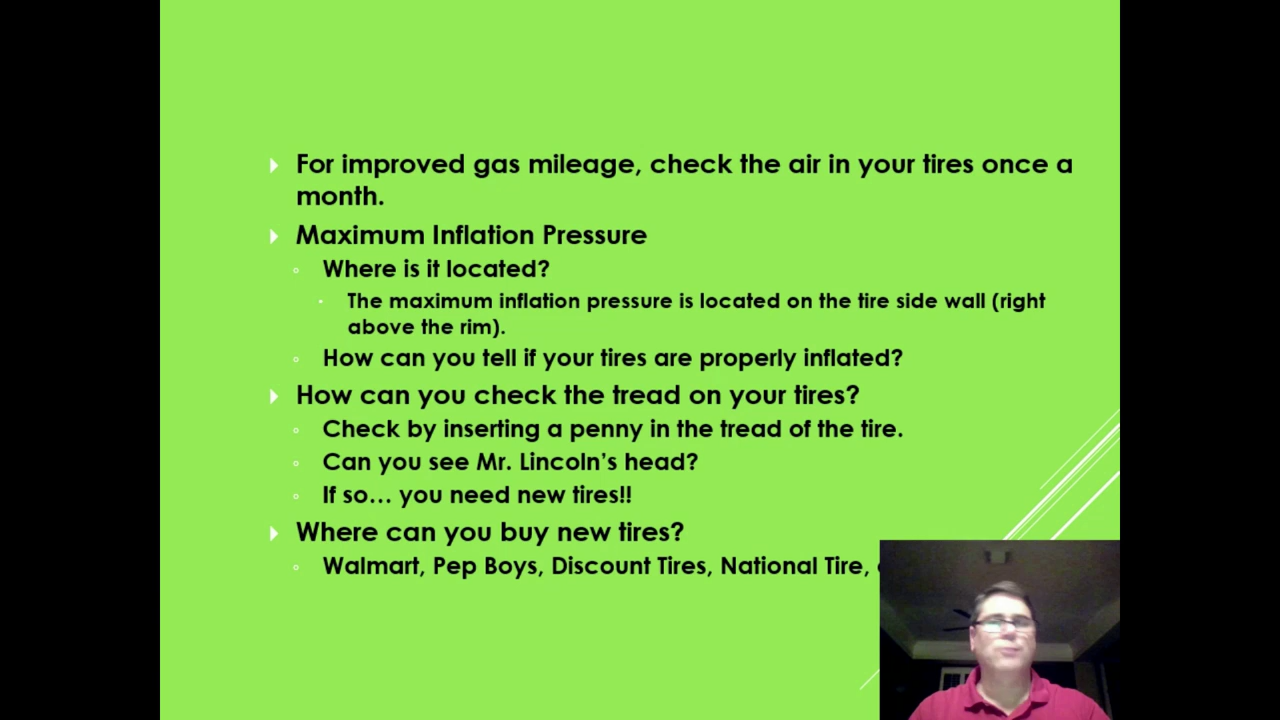 For improved gas mileage, check the air in your tires once a
month.
Maximum Inflation Pressure
Where is it located?
The maximum inflation pressure is located on the tire side wall (right
above the rim).
How can you tell if your tires are properly inflated?
How can you check the tread on your tires?
Check by inserting a penny in the tread of the tire.
Can you see Mr. Lincoln’s head?
If so… you need new tires!!
Where can you buy new tires?
Walmart, Pep Boys, Discount Tires, National Tire,